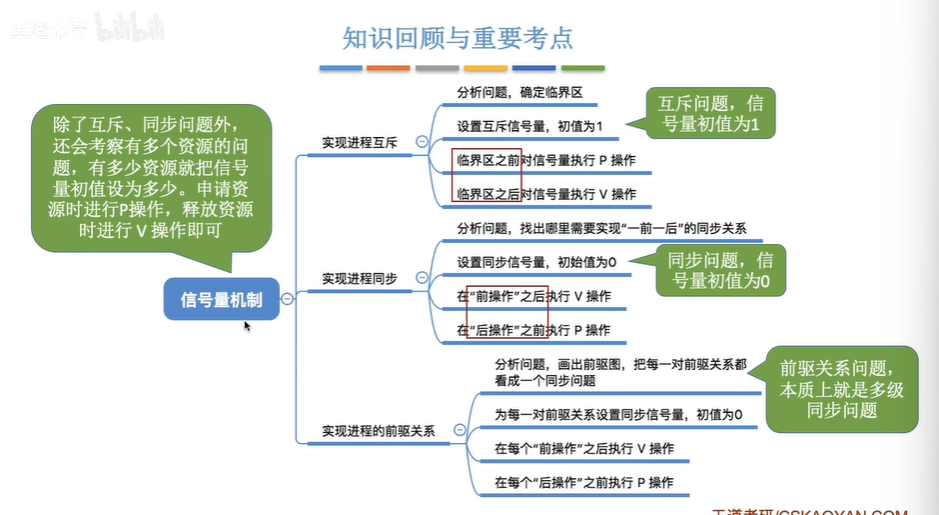 知识回顾与重要考点
除了互斥、同步问题外，
还会考察有多个资源的问
题，有多少资源就把信号
量初值设为多少。申请资
源时进行P操作，释放资源
时进行 V 操作即可
信号量机制
实现进程互斥
分析问题，确定临界区
设置互斥信号量，初值为1
临界区之前对信号量执行 P 操作
临界区之后对信号量执行 V 操作
互斥问题，信
号量初值为1
实现进程同步
分析问题，找出哪里需要实现“一前一后”的同步关系
设置同步信号量，初始值为0
在“前操作”之后执行 V 操作
在“后操作”之前执行 P 操作
同步问题，信
号量初值为0
实现进程的前驱关系
分析问题，画出前驱图，把每一对前驱关系都
看成一个同步问题
为每一对前驱关系设置同步信号量，初值为0
在每个“前操作”之后执行 V 操作
在每个“后操作”之前执行 P 操作
前驱关系问题，
本质上就是多级
同步问题
王道考研/CSKAOYAN.COM